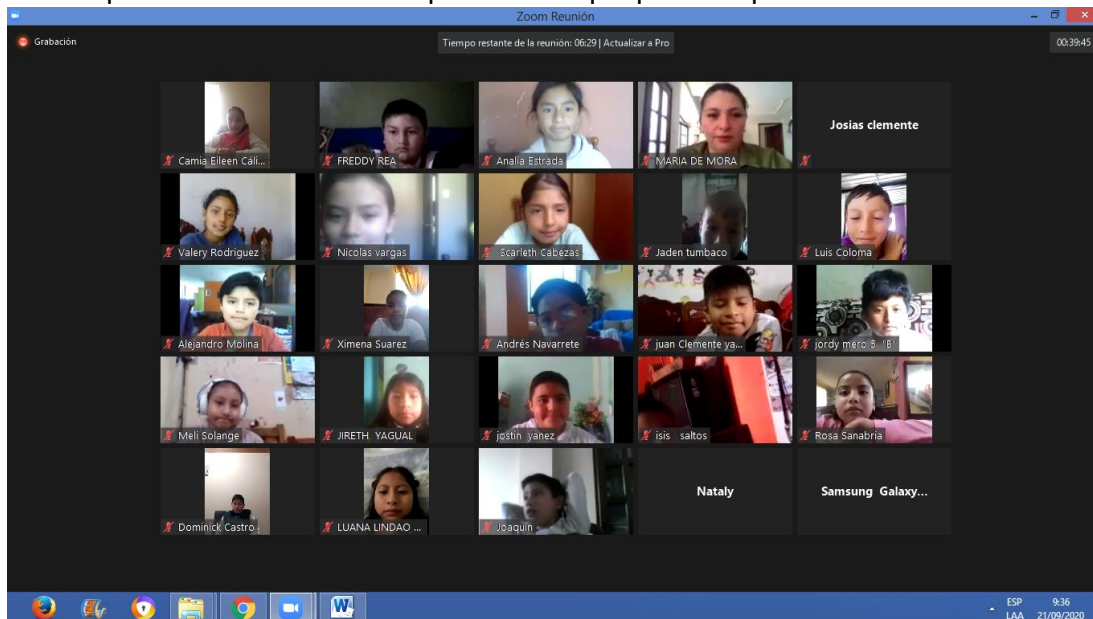 Zoom Reunión
Grabación
Tiempo restante de la reunión: 06:29 | Actualizar a Pro
00:39:45
Camia Eileen Cáli...
FREDDY REA
Analia Estrada
MARIA DE MORA
Josias clemente
Valery Rodriguez
Nicolas vargas
Scarleth Cabezas
Jaden tumbaco
Luis Coloma
Alejandro Molina
Ximena Suarez
Andrés Navarrete
juan Clemente ya...
jordy mero 5 "B"
Meli Solange
JIRETH YAGUAL
jostin yanez
isis saltos
Rosa Sanabria
Dominick Castro
LUANA LINDAO ...
Joaquin
Nataly
Samsung Galaxy...
ESP
9:36
LAA
21/09/2020